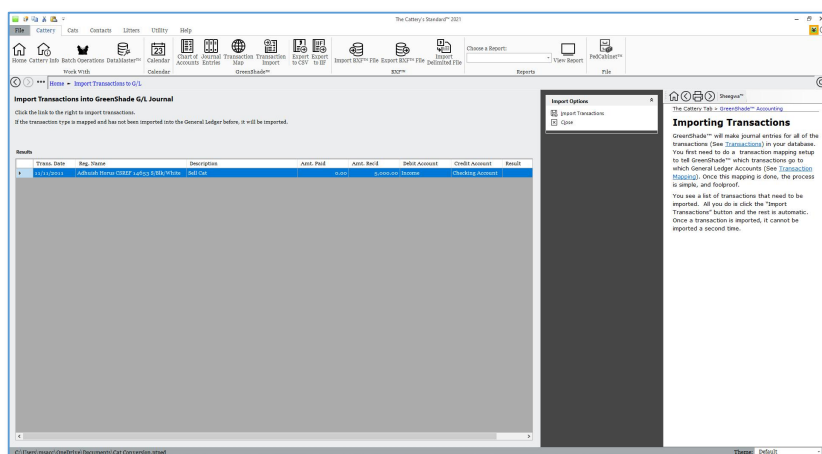 The Cattery's Standard™ 2021
File Cattery Cats Contacts Litters Utility Help
Home Cattery Info Batch Operations DataMaster™ Calendar Chart of Accounts Journal Entries Transaction Map Transaction Import Export to CSV Export to IIF Import BXF™ File Export BXF™ File Import Delimited File Choose a Report: View Report PedCabinet™
Work With Calendar GreenShade™ BXF™ Reports File
Home Import Transactions to G/L
Import Transactions into GreenShade G/L Journal
Click the link to the right to import transactions.
If the transaction type is mapped and has not been imported into the General Ledger before, it will be imported.
Results
Trans. Date Reg. Name Description Amt. Paid Amt. Rec'd Debit Account Credit Account Result
11/11/2011 Sell Cat 0.00 5,000.00 Income Checking Account
Import Options
Import Transactions
Close
Sheegwa™
The Cattery Tab > GreenShade™ Accounting
Importing Transactions
GreenShade™ will make journal entries for all of the
transactions (See Transactions) in your database.
You first need to do a transaction mapping setup
to tell GreenShade™ which transactions go to
which General Ledger Accounts (See Transaction
Mapping). Once this mapping is done, the process
is simple, and foolproof.
You see a list of transactions that need to be
imported. All you do is click the "Import
Transactions" button and the rest is automatic.
Once a transaction is imported, it cannot be
imported a second time.
Theme: Default